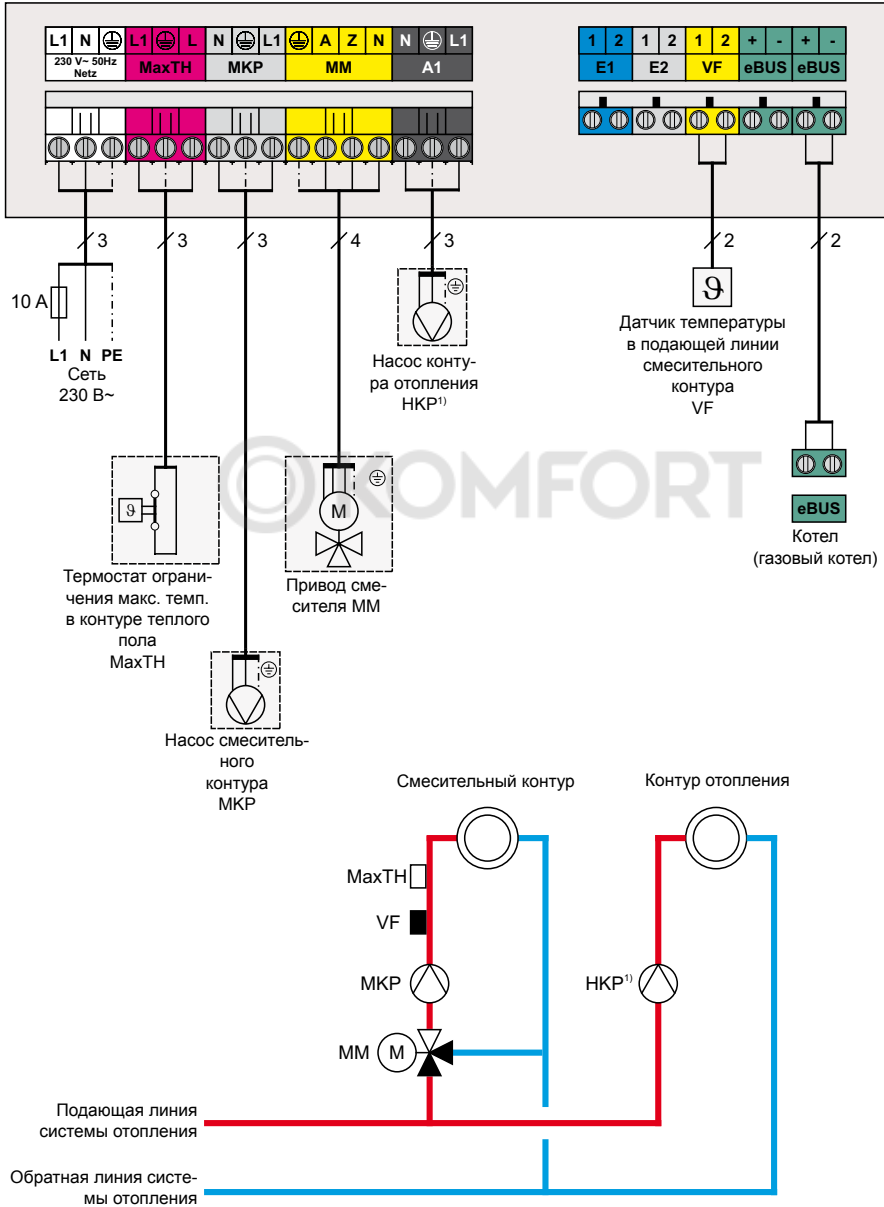 L1 N L1 L N L1 A Z N N L1
230 V~ 50Hz
Netz
MaxTH MKP MM A1
1 2 1 2 1 2 + - + -
E1 E2 VF eBUS eBUS
3 3 3 4 3 2 2
10 A
L1 N PE
Сеть
230 В~
Насос конту-
ра отопления
HKP1)
ϑ
Датчик температуры
в подающей линии
смесительного
контура
VF
KOMFORT
eBUS
Котел
(газовый котел)
ϑ
Термостат ограни-
чения макс. темп.
в контуре теплого
пола
MaxTH
M
Привод сме-
сителя ММ
Насос смеситель-
ного
контура
MKP
Смесительный контур
Контур отопления
MaxTH
VF
MKP
HKP1)
MM M
Подающая линия
системы отопления
Обратная линия систе-
мы отопления